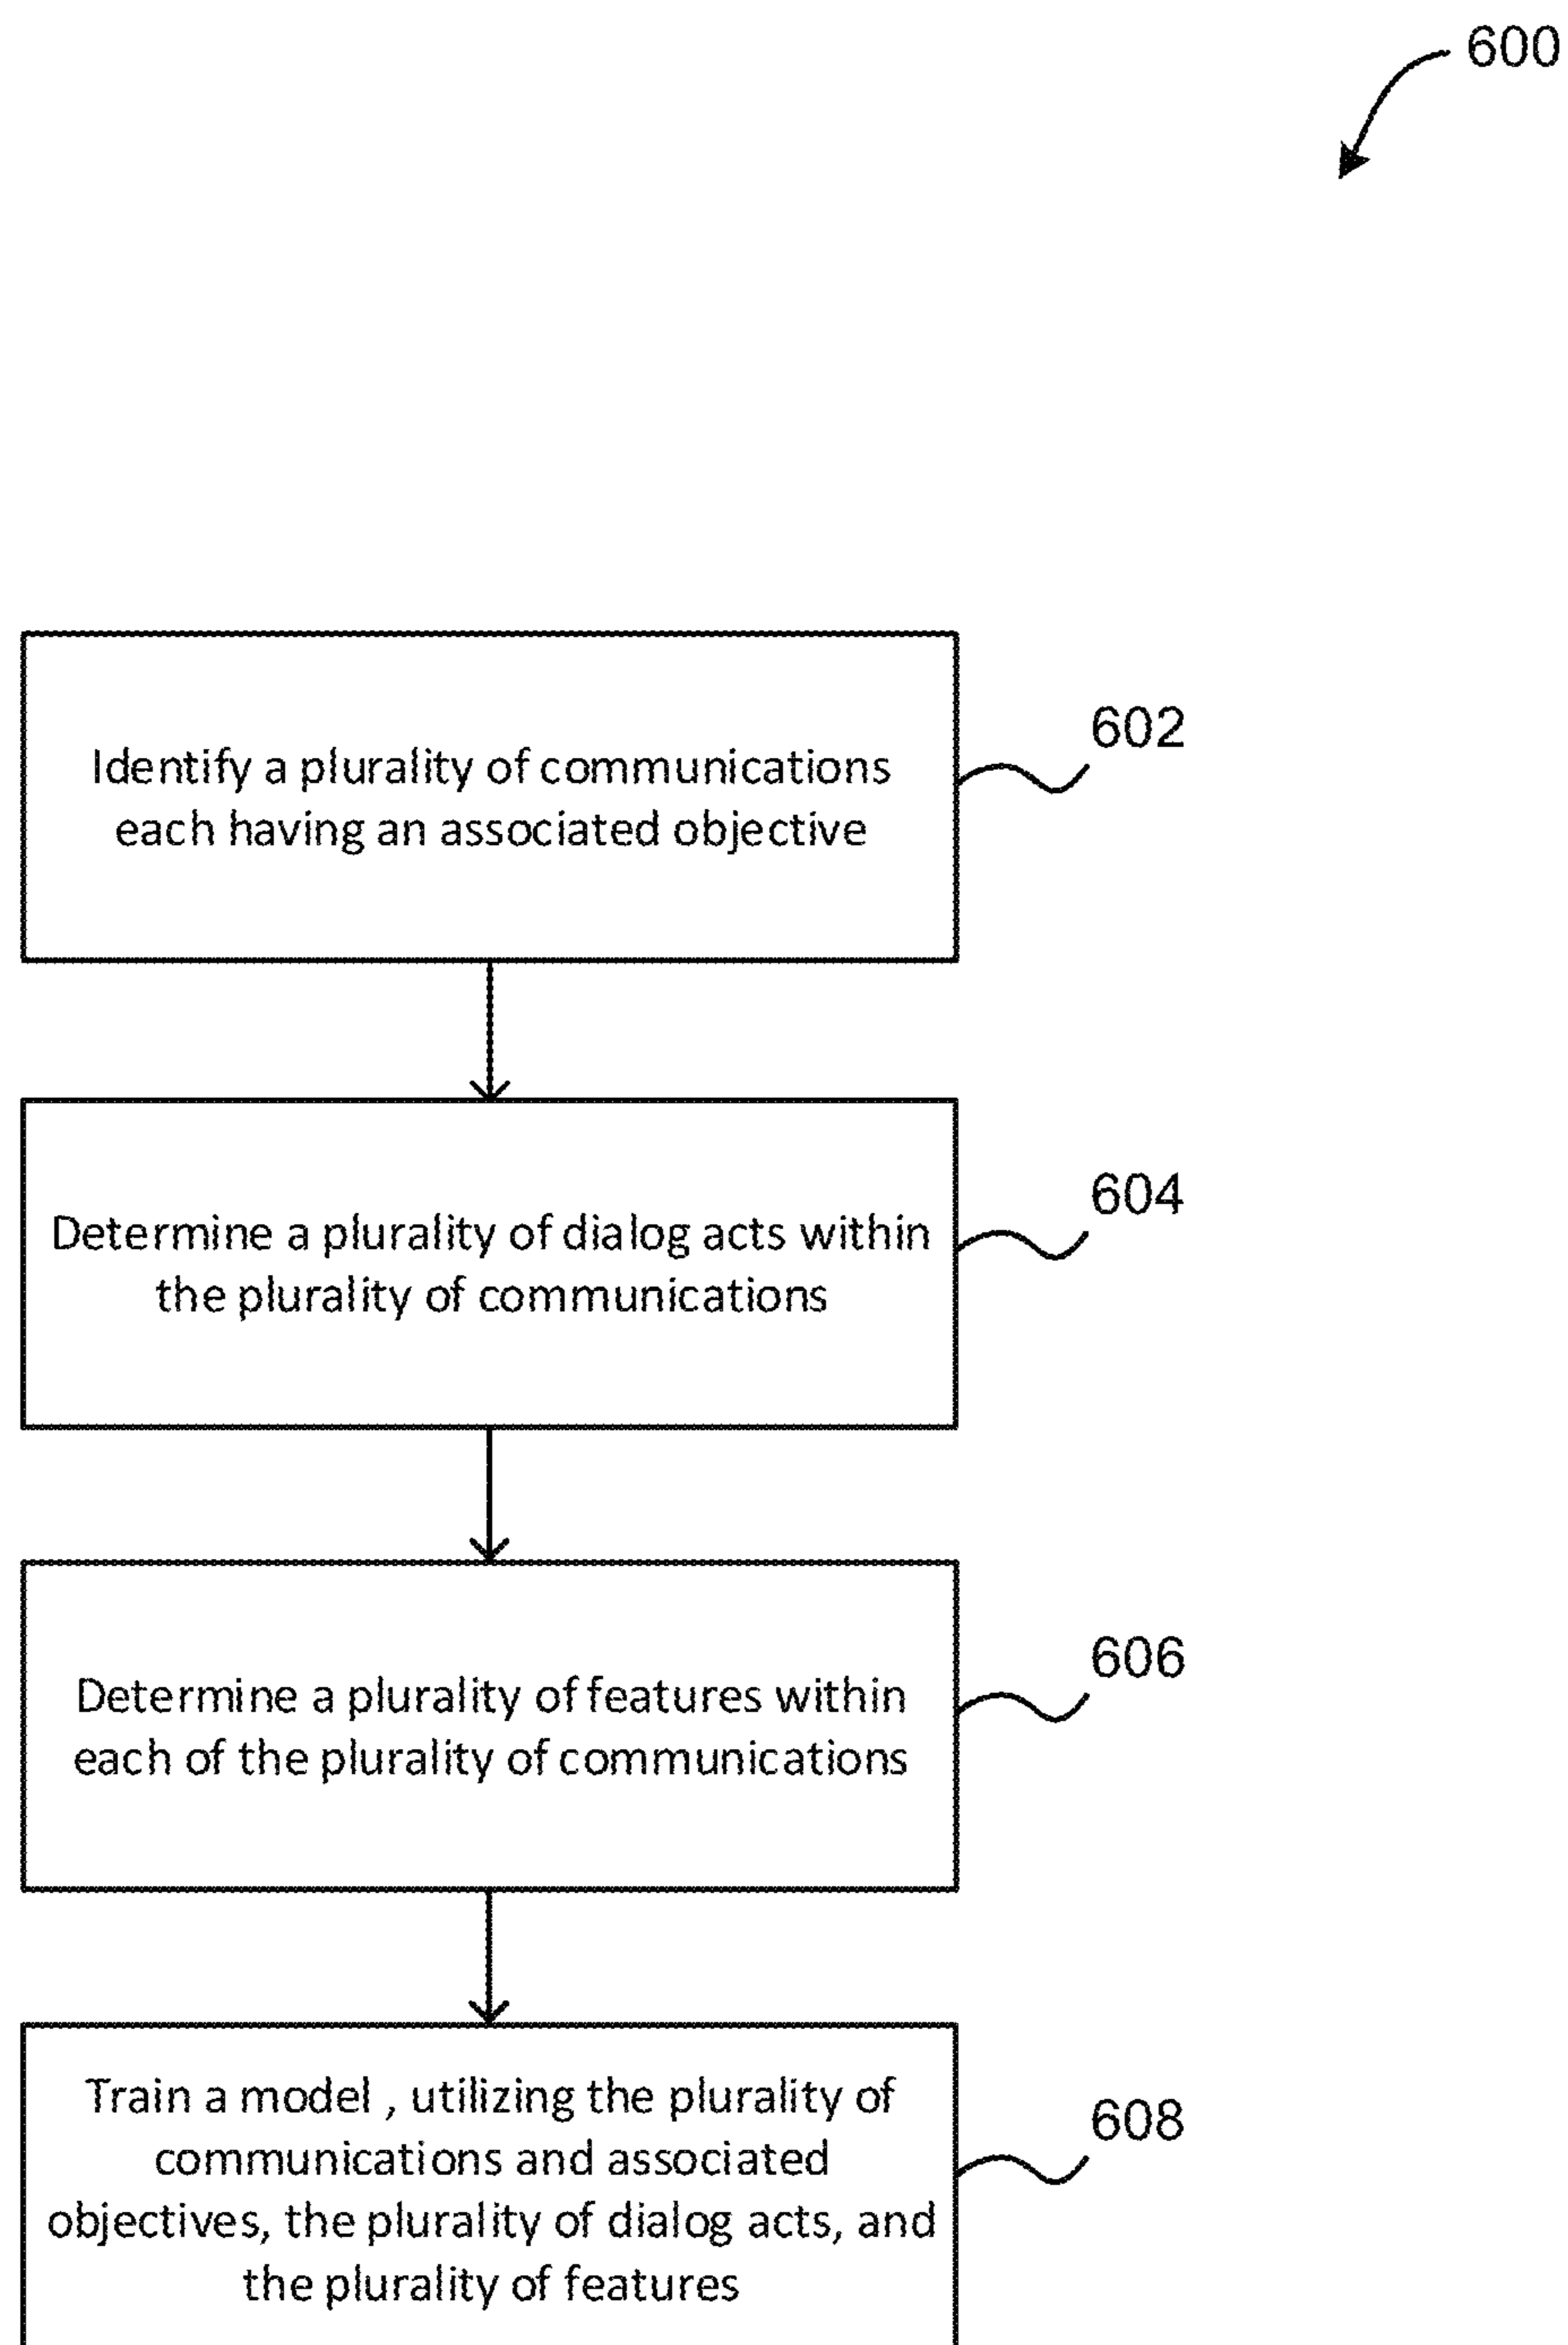 600
Identify a plurality of communications
each having an associated objective
602
Determine a plurality of dialog acts within
the plurality of communications
604
Determine a plurality of features within
each of the plurality of communications
606
Train a model , utilizing the plurality of
communications and associated
objectives, the plurality of dialog acts, and
the plurality of features
608